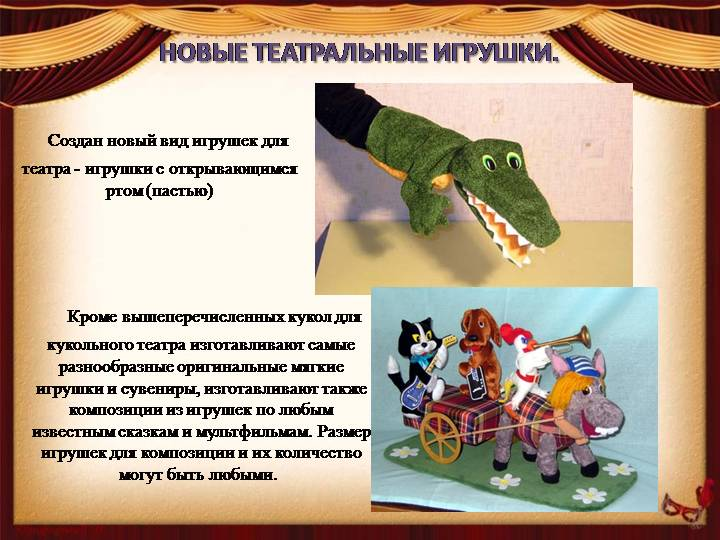 НОВЫЕ ТЕАТРАЛЬНЫЕ ИГРУШКИ.
Создан новый вид игрушек для
театра - игрушки с открывающимся
ртом (пастью)
Кроме вышеперечисленных кукол для
кукольного театра изготавливают самые
разнообразные оригинальные мягкие
игрушки и сувениры, изготавливают также
композиции из игрушек по любым
известным сказкам и мультфильмам. Размер
игрушек для композиции и их количество
могут быть любыми.